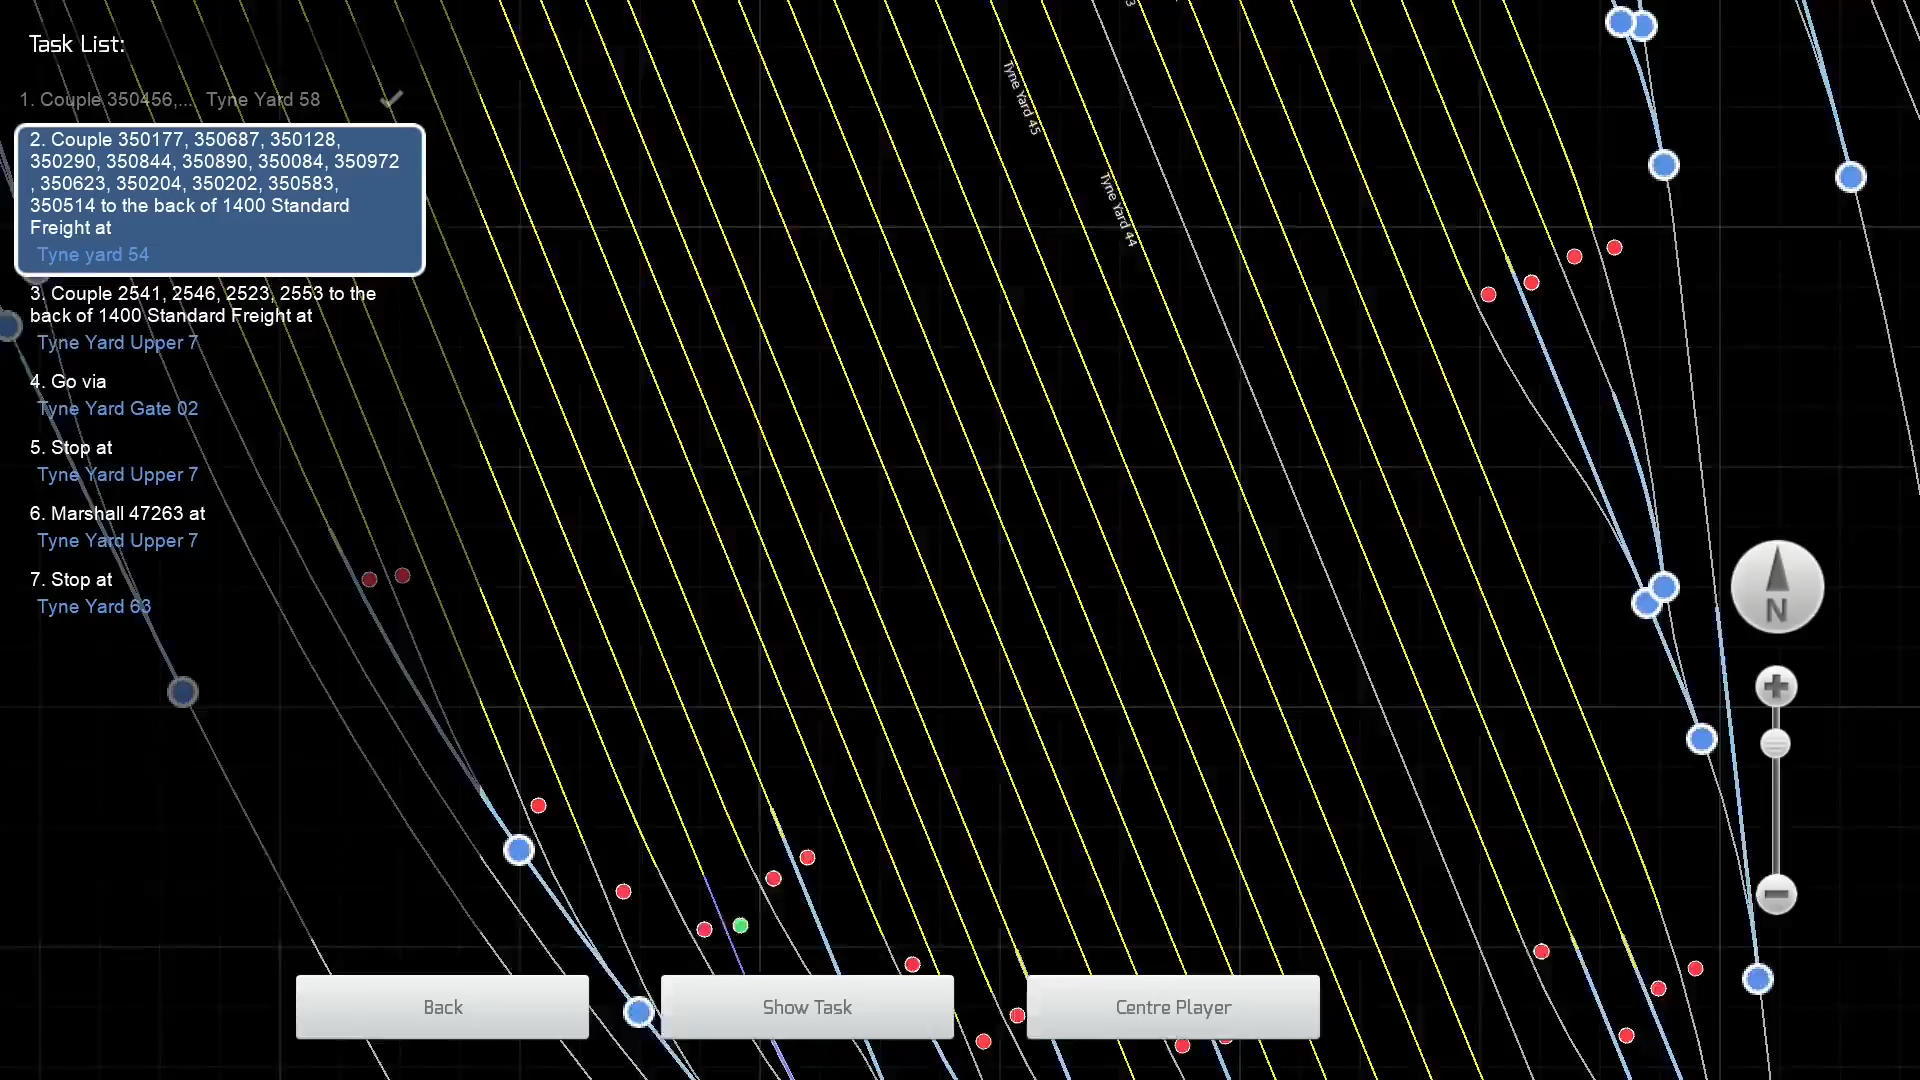 Task List:
1. Couple 350456,... Tyne Yard 58
2. Couple 350177, 350687, 350128,
350290, 350844, 350890, 350084, 350972
, 350623, 350204, 350202, 350583,
350514 to the back of 1400 Standard
Freight at
Tyne yard 54
3. Couple 2541, 2546, 2523, 2553 to the
back of 1400 Standard Freight at
Tyne Yard Upper 7
4. Go via
Tyne Yard Gate 02
5. Stop at
Tyne Yard Upper 7
6. Marshall 47263 at
Tyne Yard Upper 7
7. Stop at
Tyne Yard 63
Tyne Yard 45
Tyne Yard 44
N
Back
Show Task
Centre Player